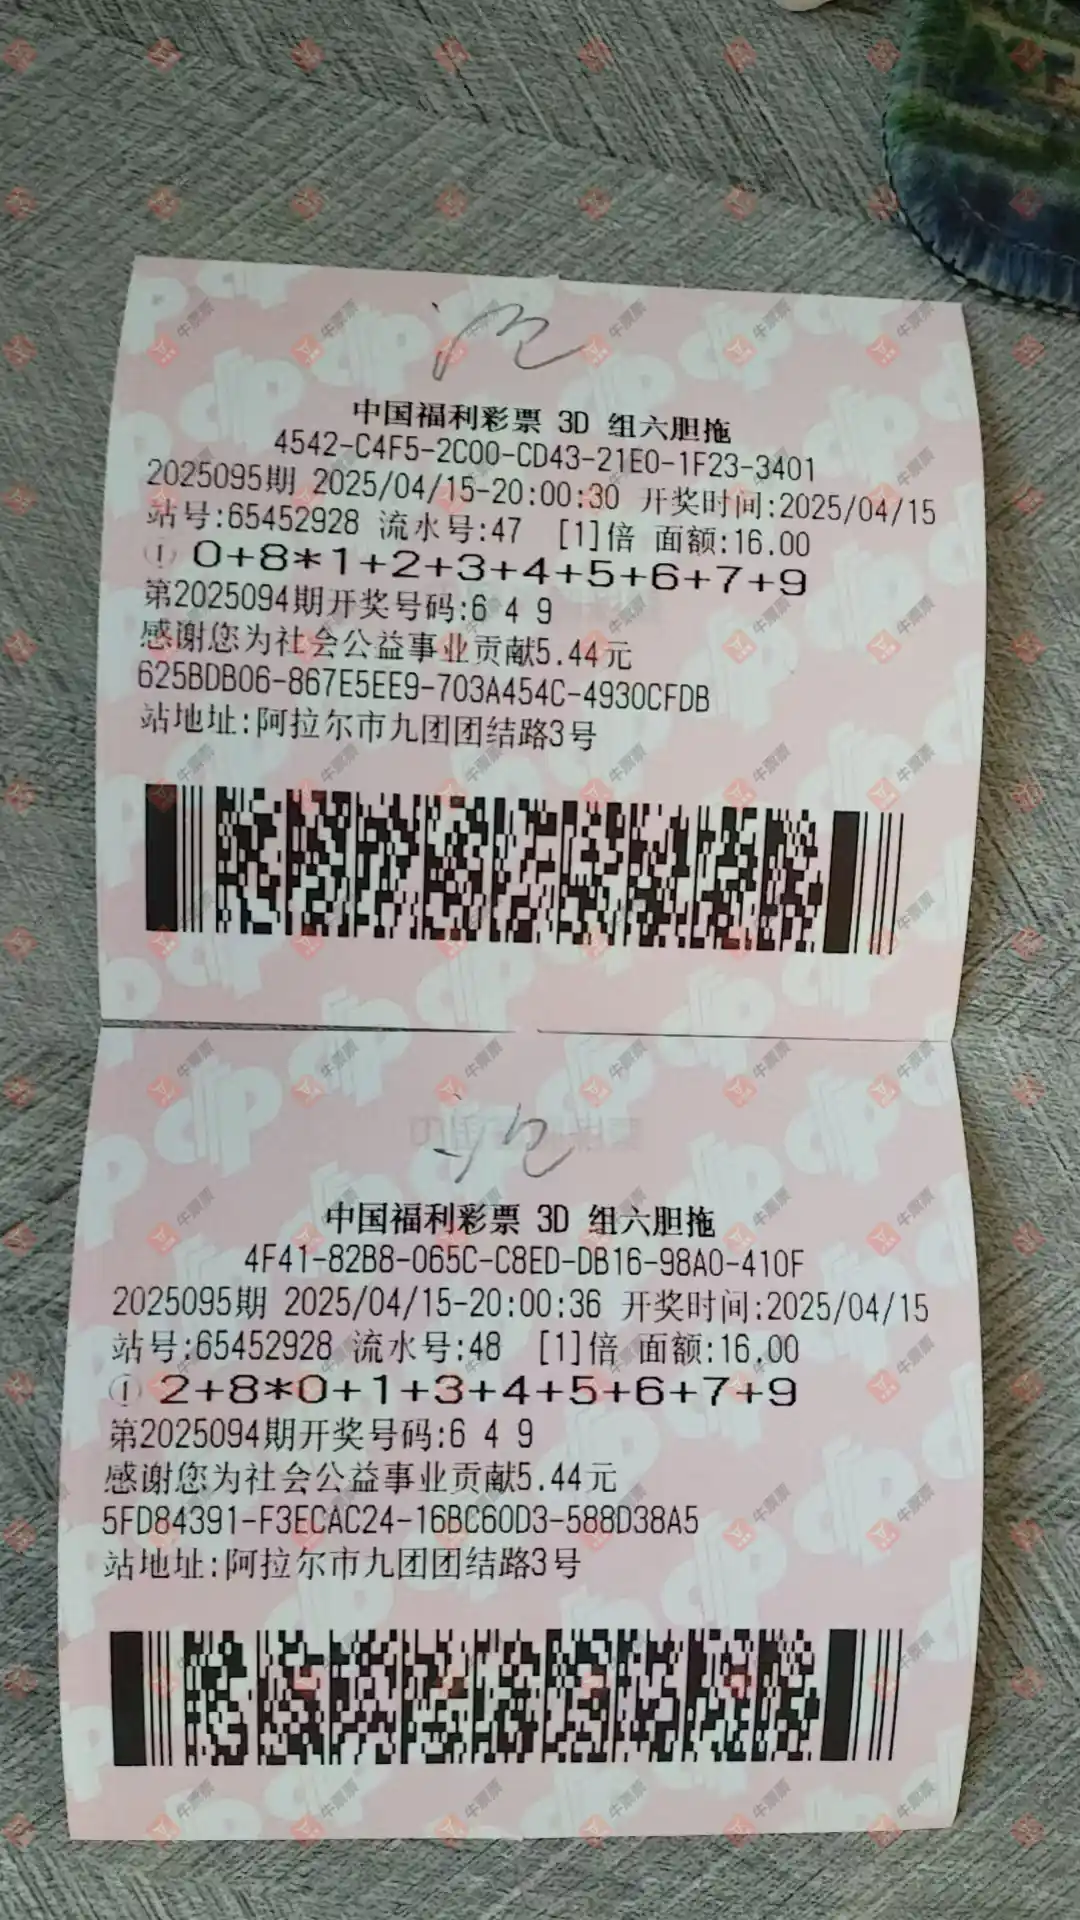 中国福利彩票 3D 组六胆拖
4542-C4F5-2C00-CD43-21E0-1F23-3401
2025095期 2025/04/15-20:00:30 开奖时间:2025/04/15
站号:65452928 流水号:47 [1]倍 面额:16.00
① 0+8*1+2+3+4+5+6+7+9
第2025094期开奖号码:6 4 9
感谢您为社会公益事业贡献5.44元
625BDB06-867E5EE9-703A454C-4930CFDB
站地址:阿拉尔市九团团结路3号
中国福利彩票 3D 组六胆拖
4F41-82B8-065C-C8ED-DB16-98A0-410F
2025095期 2025/04/15-20:00:36 开奖时间:2025/04/15
站号:65452928 流水号:48 [1]倍 面额:16.00
① 2+8*0+1+3+4+5+6+7+9
第2025094期开奖号码:6 4 9
感谢您为社会公益事业贡献5.44元
5FD84391-F3ECAC24-16BC60D3-588D38A5
站地址:阿拉尔市九团团结路3号
牛票票